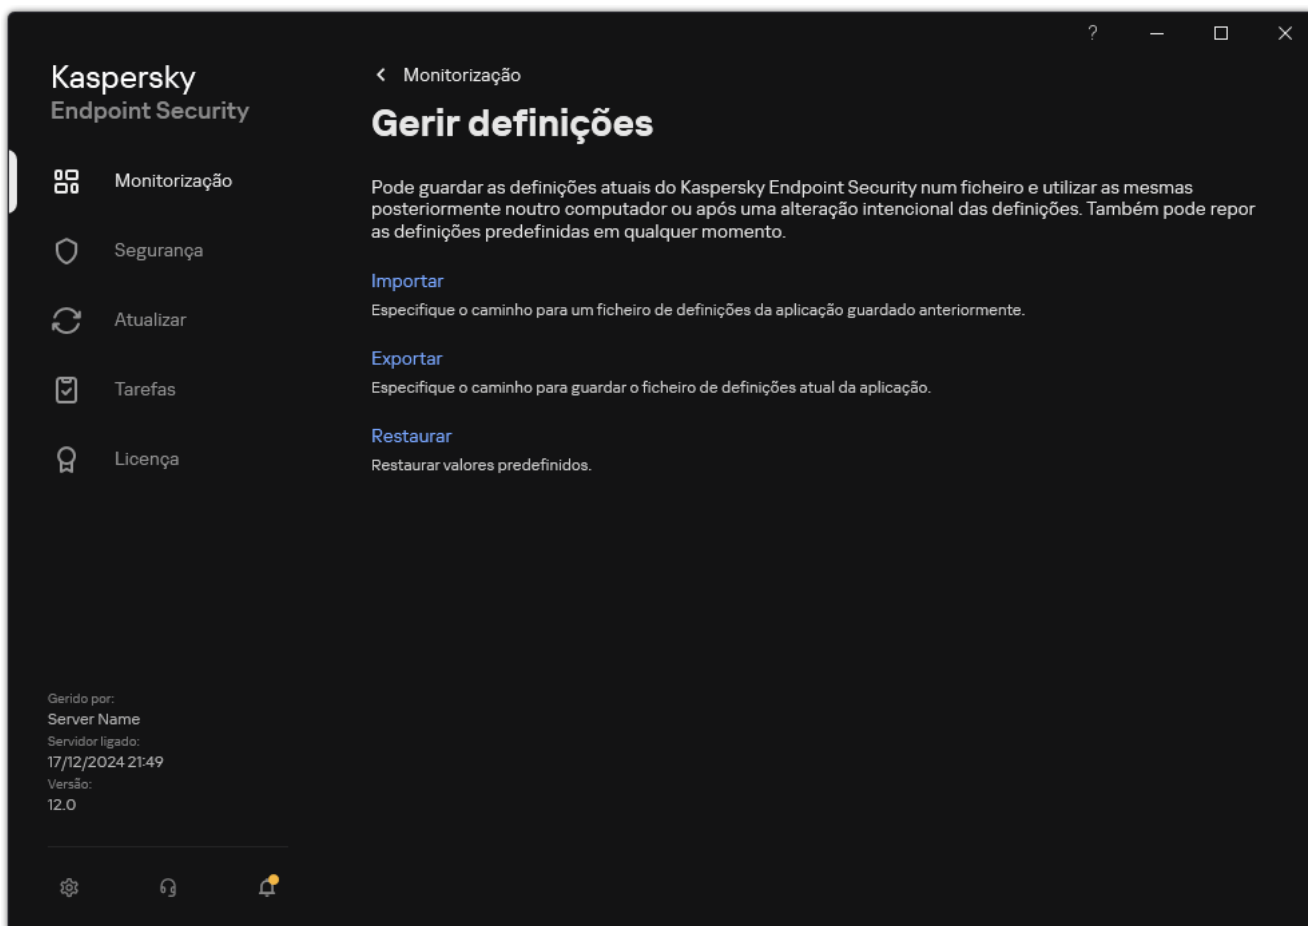 ?
Kaspersky
Endpoint Security
Monitorização
Segurança
Atualizar
Tarefas
Licença
Gerido por:
Server Name
Servidor ligado:
17/12/2024 21:49
Versão:
12.0
Monitorização
Gerir definições
Pode guardar as definições atuais do Kaspersky Endpoint Security num ficheiro e utilizar as mesmas
posteriormente noutro computador ou após uma alteração intencional das definições. Também pode repor
as definições predefinidas em qualquer momento.
Importar
Especifique o caminho para um ficheiro de definições da aplicação guardado anteriormente.
Exportar
Especifique o caminho para guardar o ficheiro de definições atual da aplicação.
Restaurar
Restaurar valores predefinidos.